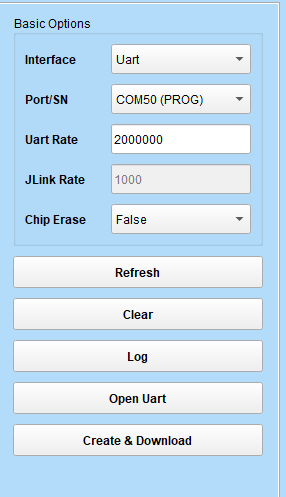 Basic Options
Interface Uart
Port/SN COM50 (PROG)
Uart Rate 2000000
JLink Rate 1000
Chip Erase False
Refresh
Clear
Log
Open Uart
Create & Download